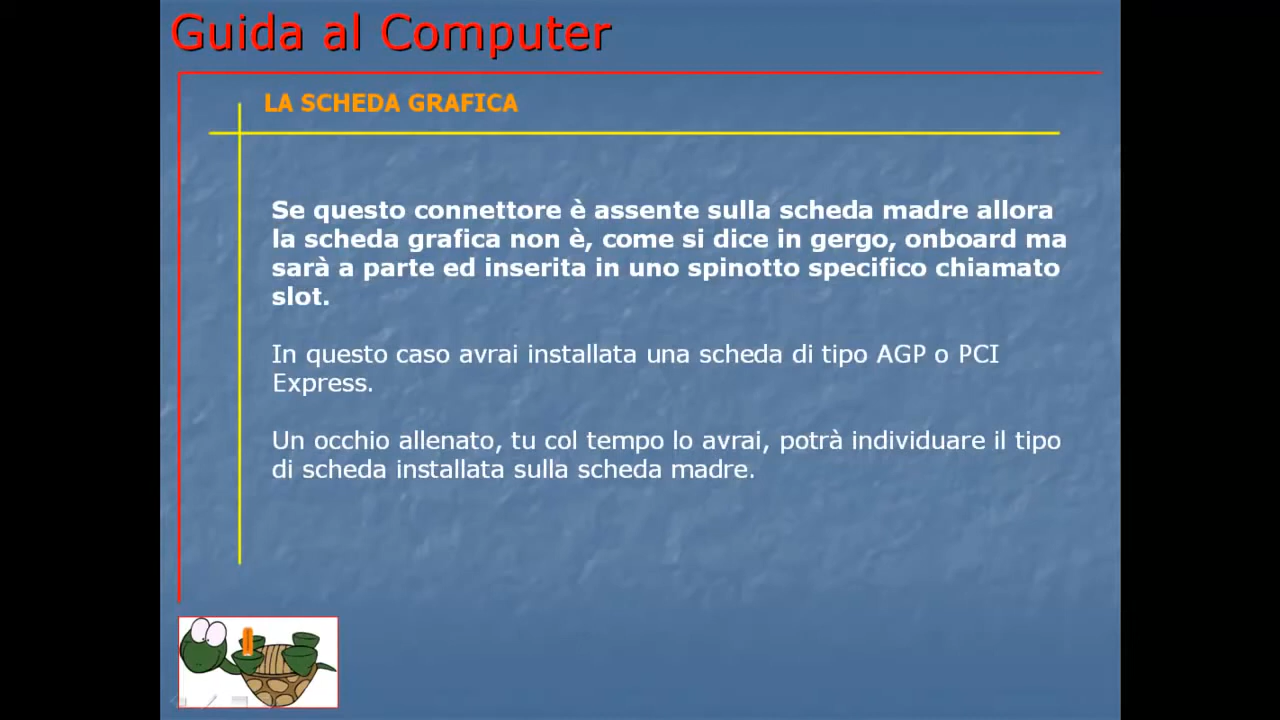 Guida al Computer
LA SCHEDA GRAFICA
Se questo connettore è assente sulla scheda madre allora
la scheda grafica non è, come si dice in gergo, onboard ma
sarà a parte ed inserita in uno spinotto specifico chiamato
slot.
In questo caso avrai installata una scheda di tipo AGP o PCI
Express.
Un occhio allenato, tu col tempo lo avrai, potrà individuare il tipo
di scheda installata sulla scheda madre.